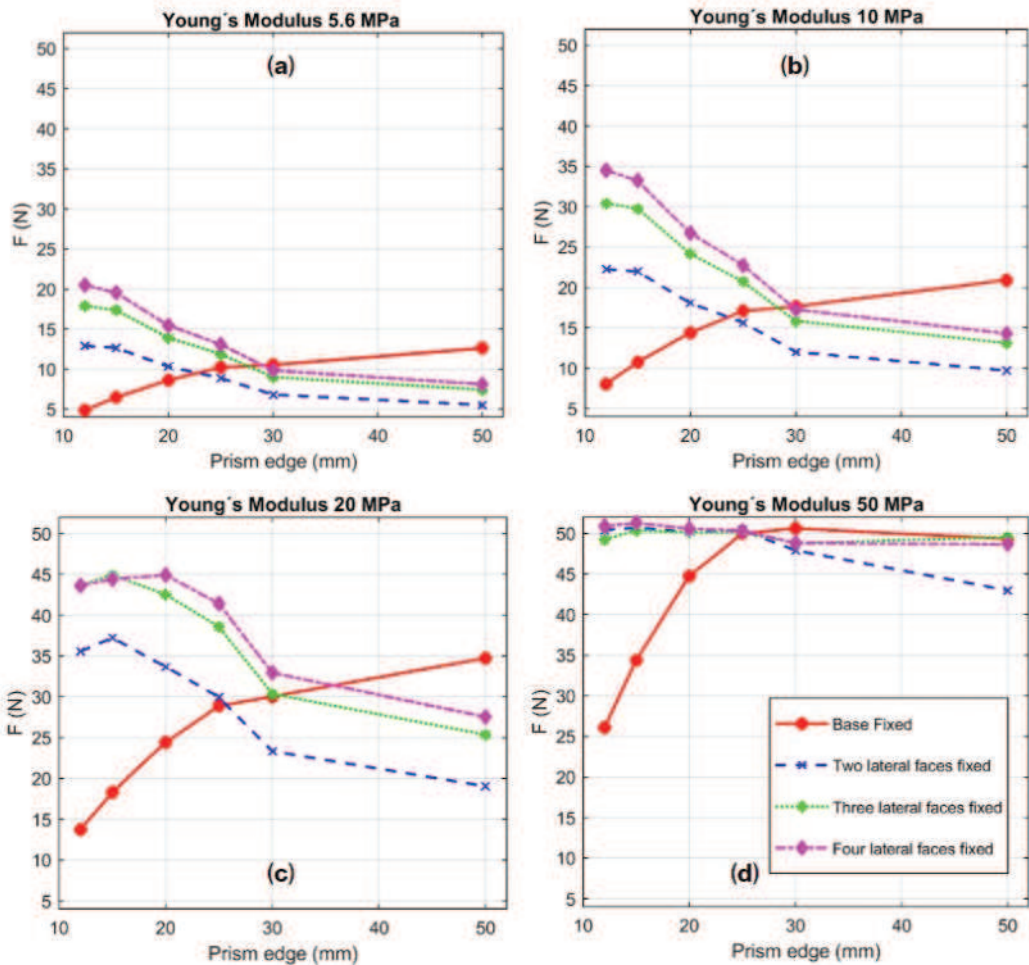 Young´s Modulus 5.6 MPa
(a)
50
45
40
35
30
25
20
15
10
5
F (N)
10 20 30 40 50
Prism edge (mm)
Young´s Modulus 10 MPa
(b)
50
45
40
35
30
25
20
15
10
5
F (N)
10 20 30 40 50
Prism edge (mm)
Young´s Modulus 20 MPa
50
45
40
35
30
25
20
15
10
5
F (N)
(c)
10 20 30 40 50
Prism edge (mm)
Young´s Modulus 50 MPa
50
45
40
35
30
25
20
15
10
5
F (N)
Base Fixed
Two lateral faces fixed
Three lateral faces fixed
Four lateral faces fixed
(d)
10 20 30 40 50
Prism edge (mm)